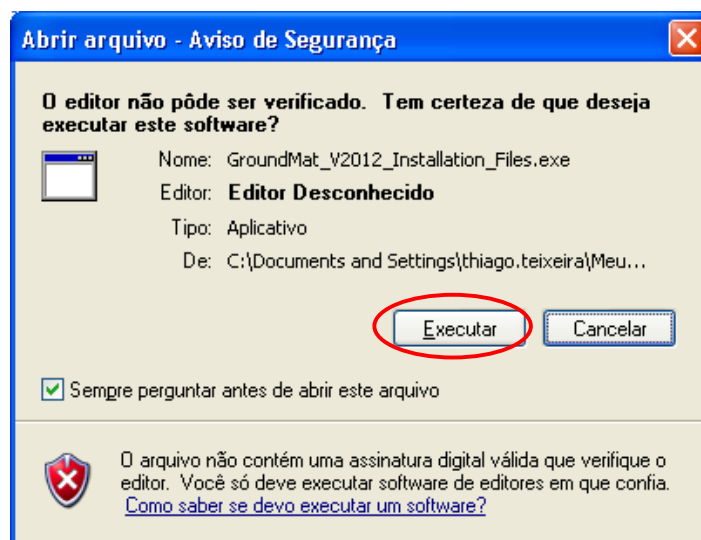 Abrir arquivo - Aviso de Segurança
O editor não pôde ser verificado. Tem certeza de que deseja
executar este software?
Nome: GroundMat_V2012_Installation_Files.exe
Editor: Editor Desconhecido
Tipo: Aplicativo
De: C:\Documents and Settings\thiago.teixeira\Meu...
Executar Cancelar
Sempre perguntar antes de abrir este arquivo
O arquivo não contém uma assinatura digital válida que verifique o
editor. Você só deve executar software de editores em que confia.
Como saber se devo executar um software?